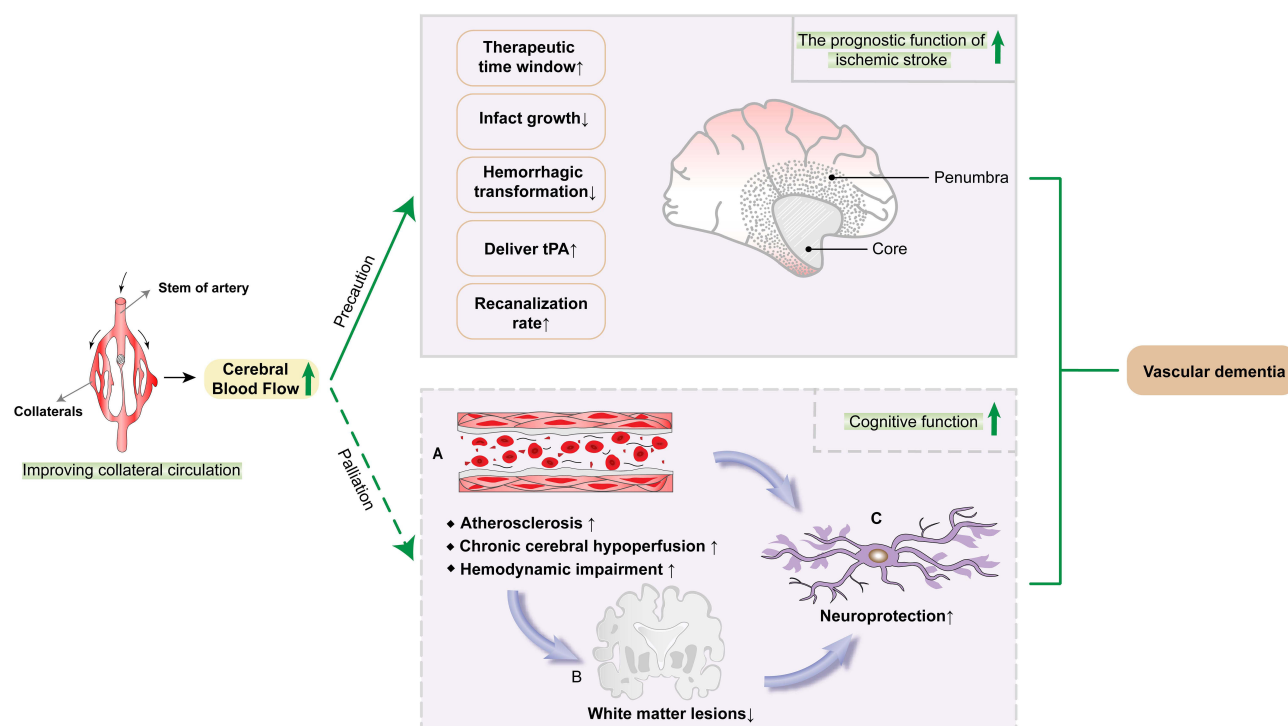 Stem of artery
Collaterals
Improving collateral circulation
Cerebral
Blood Flow
Precaution
Palliation
Therapeutic
time window↑
Infact growth↓
Hemorrhagic
transformation↓
Deliver tPA↑
Recanalization
rate↑
The prognostic function of
ischemic stroke
Penumbra
Core
A
◆ Atherosclerosis ↑
◆ Chronic cerebral hypoperfusion ↑
◆ Hemodynamic impairment ↑
B
White matter lesions↓
Cognitive function
C
Neuroprotection↑
Vascular dementia